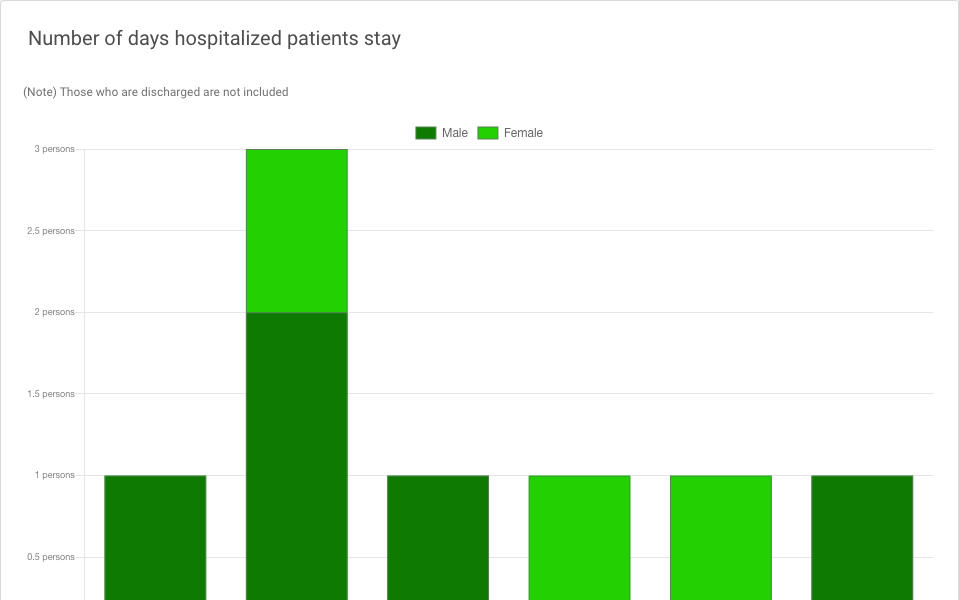 Number of days hospitalized patients stay
(Note) Those who are discharged are not included
Male Female
3 persons
2.5 persons
2 persons
1.5 persons
1 persons
0.5 persons